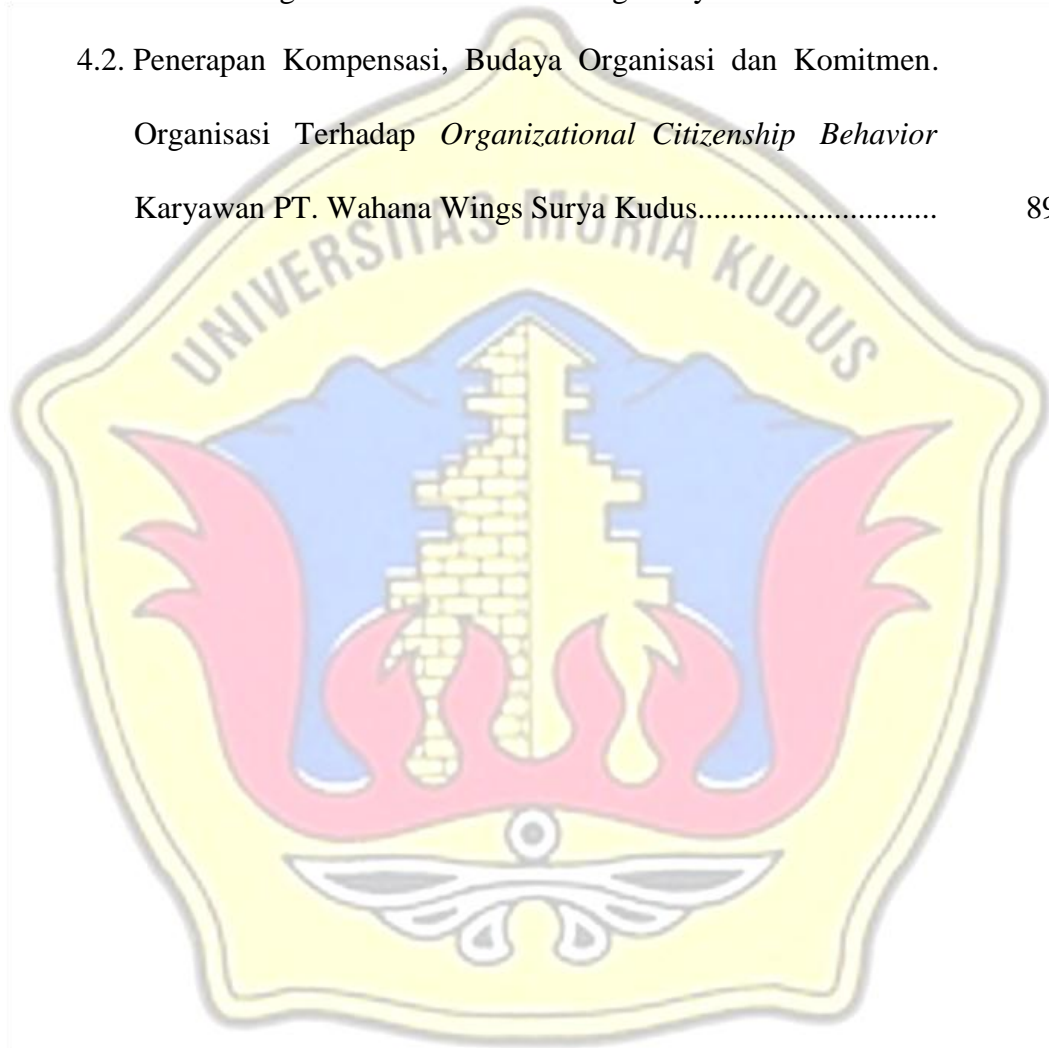 4.2. Penerapan Kompensasi, Budaya Organisasi dan Komitmen.
Organisasi Terhadap Organizational Citizenship Behavior
Karyawan PT. Wahana Wings Surya Kudus.............................. 89
UNIVERSITAS MURIA KUDUS